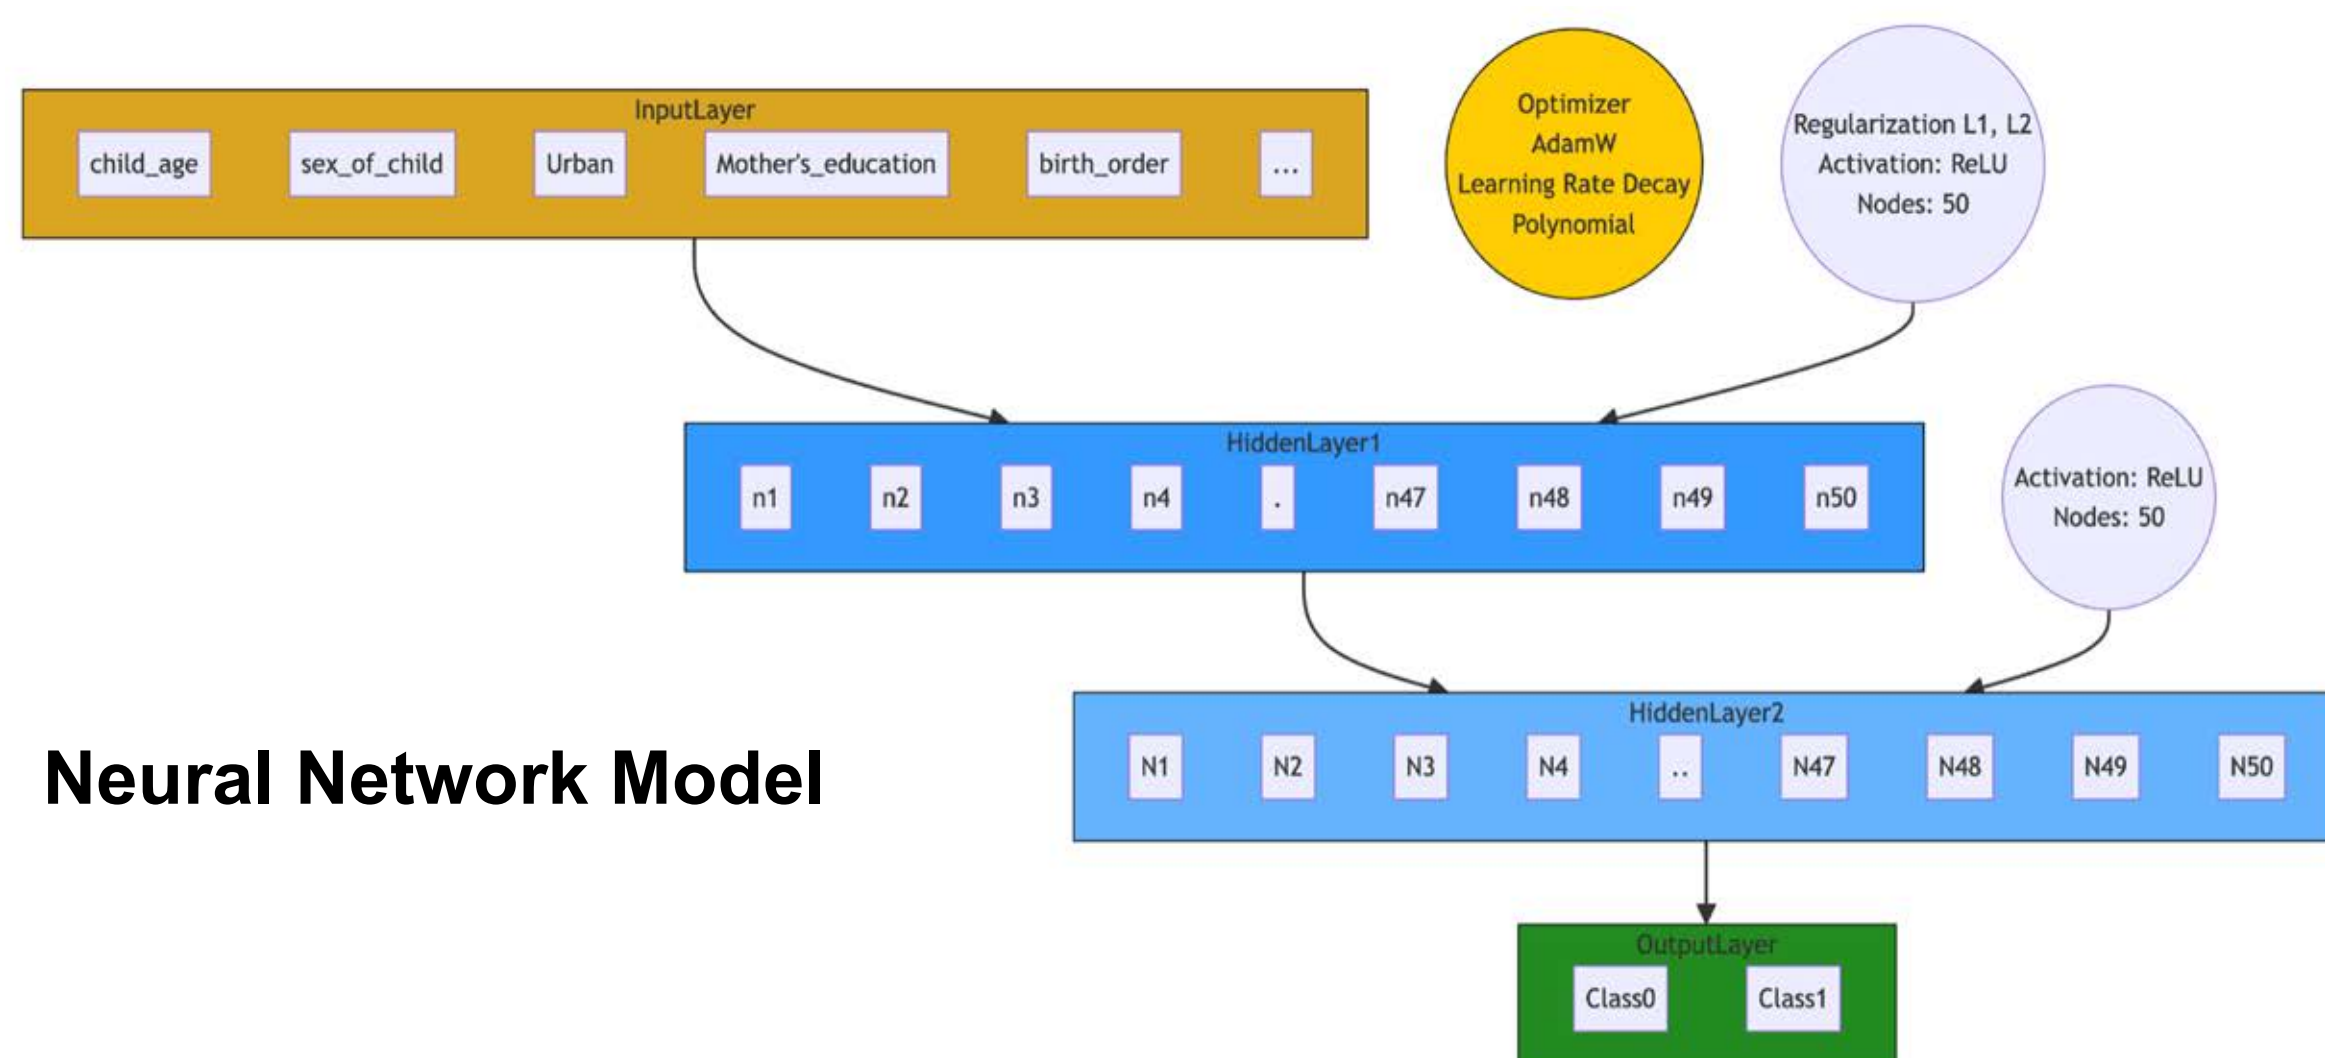 InputLayer
child_age
sex_of_child
Urban
Mother's_education
birth_order
...
Optimizer
AdamW
Learning Rate Decay
Polynomial
Regularization L1, L2
Activation: ReLU
Nodes: 50
HiddenLayer1
n1
n2
n3
n4
.
n47
n48
n49
n50
Activation: ReLU
Nodes: 50
HiddenLayer2
N1
N2
N3
N4
..
N47
N48
N49
N50
Neural Network Model
OutputLayer
Class0
Class1